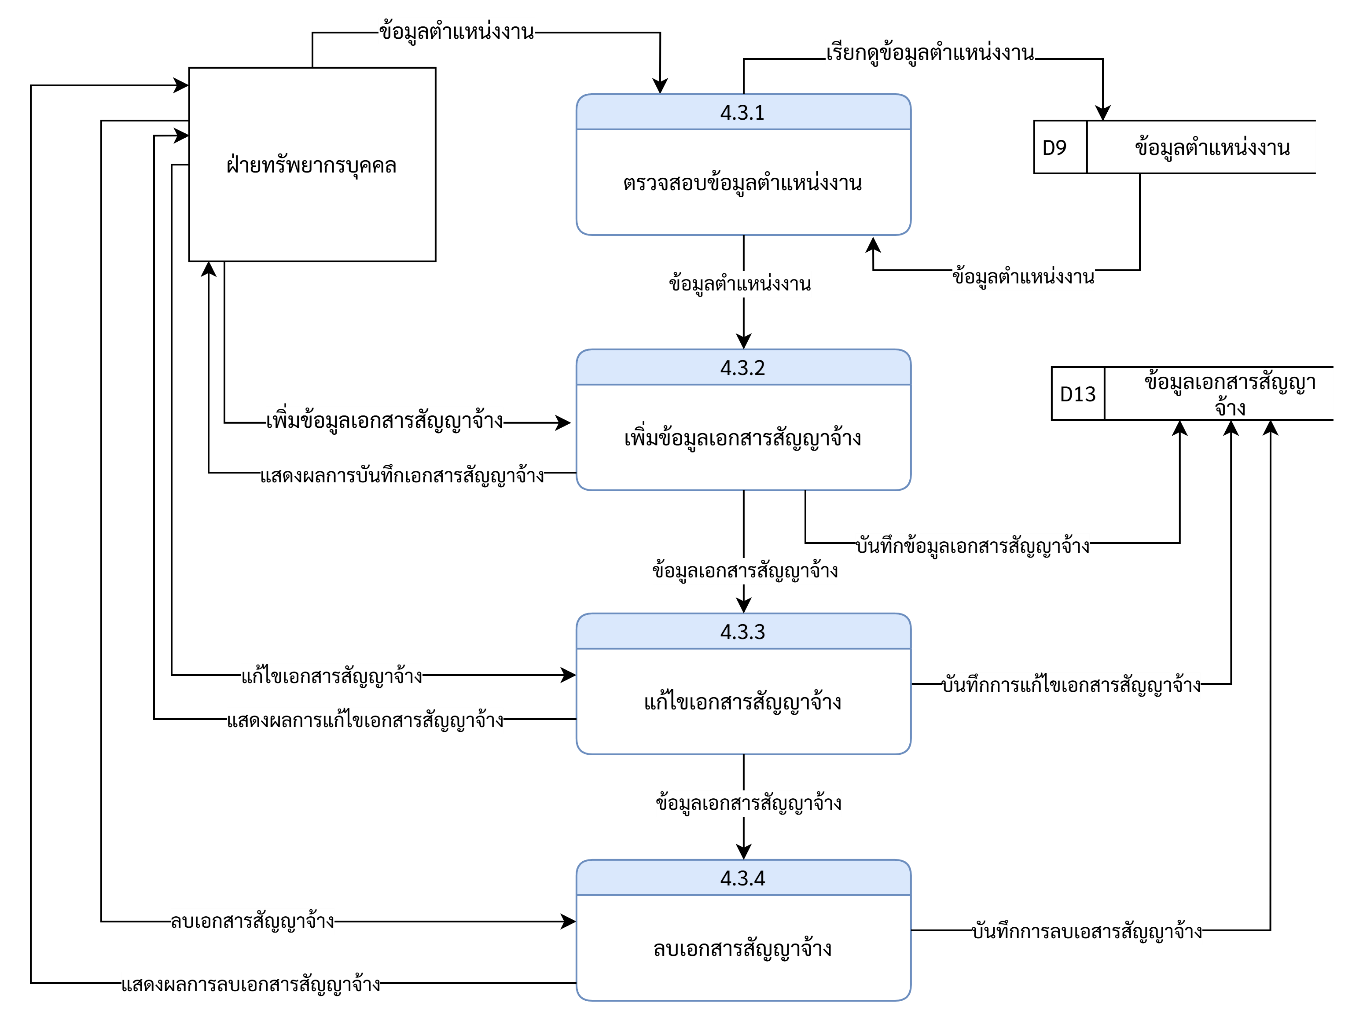 ข้อมูลตำแหน่งงาน
เรียกดูข้อมูลตำแหน่งงาน
4.3.1
D9
ข้อมูลตำแหน่งงาน
ฝ่ายทรัพยากรบุคคล
ตรวจสอบข้อมูลตำแหน่งงาน
ข้อมูลตำแหน่งงาน
ข้อมูลตำแหน่งงาน
4.3.2
D13
ข้อมูลเอกสารสัญญา
จ้าง
เพิ่มข้อมูลเอกสารสัญญาจ้าง
เพิ่มข้อมูลเอกสารสัญญาจ้าง
แสดงผลการบันทึกเอกสารสัญญาจ้าง
บันทึกข้อมูลเอกสารสัญญาจ้าง
ข้อมูลเอกสารสัญญาจ้าง
4.3.3
แก้ไขเอกสารสัญญาจ้าง
บันทึกการแก้ไขเอกสารสัญญาจ้าง
แก้ไขเอกสารสัญญาจ้าง
แสดงผลการแก้ไขเอกสารสัญญาจ้าง
ข้อมูลเอกสารสัญญาจ้าง
4.3.4
ลบเอกสารสัญญาจ้าง
บันทึกการลบเอสารสัญญาจ้าง
ลบเอกสารสัญญาจ้าง
แสดงผลการลบเอกสารสัญญาจ้าง